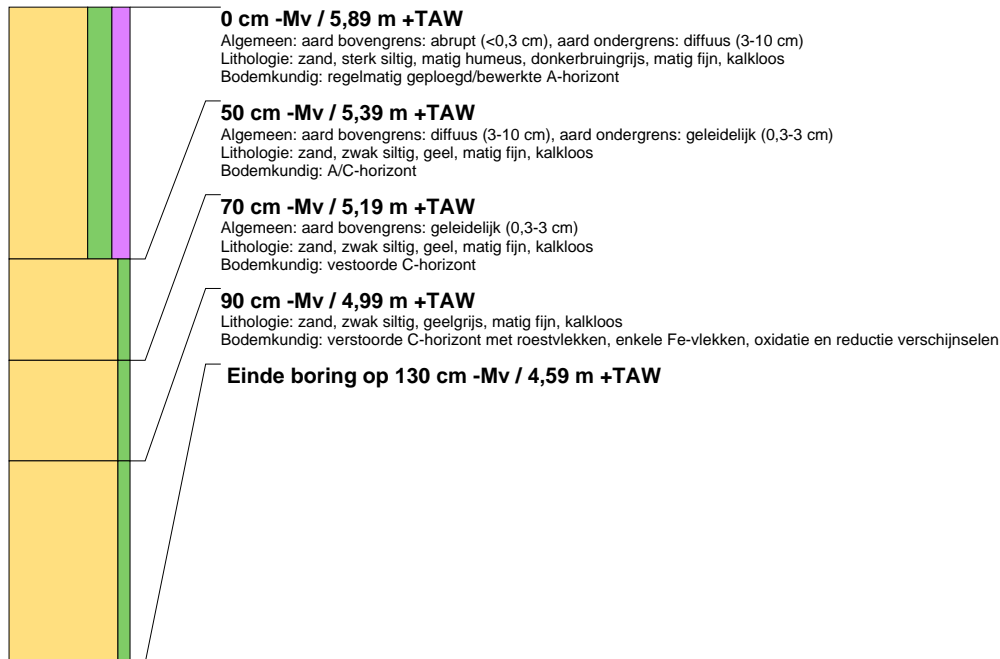 0 cm -Mv / 5,89 m +TAW
Algemeen: aard bovengrens: abrupt (<0,3 cm), aard ondergrens: diffuus (3-10 cm)
Lithologie: zand, sterk siltig, matig humeus, donkerbruingrijs, matig fijn, kalkloos
Bodemkundig: regelmatig geploegd/bewerkte A-horizont
50 cm -Mv / 5,39 m +TAW
Algemeen: aard bovengrens: diffuus (3-10 cm), aard ondergrens: geleidelijk (0,3-3 cm)
Lithologie: zand, zwak siltig, geel, matig fijn, kalkloos
Bodemkundig: A/C-horizont
70 cm -Mv / 5,19 m +TAW
Algemeen: aard bovengrens: geleidelijk (0,3-3 cm)
Lithologie: zand, zwak siltig, geel, matig fijn, kalkloos
Bodemkundig: vestoorde C-horizont
90 cm -Mv / 4,99 m +TAW
Lithologie: zand, zwak siltig, geelgrijs, matig fijn, kalkloos
Bodemkundig: verstoorde C-horizont met roestvlekken, enkele Fe-vlekken, oxidatie en reductie verschijnselen
Einde boring op 130 cm -Mv / 4,59 m +TAW